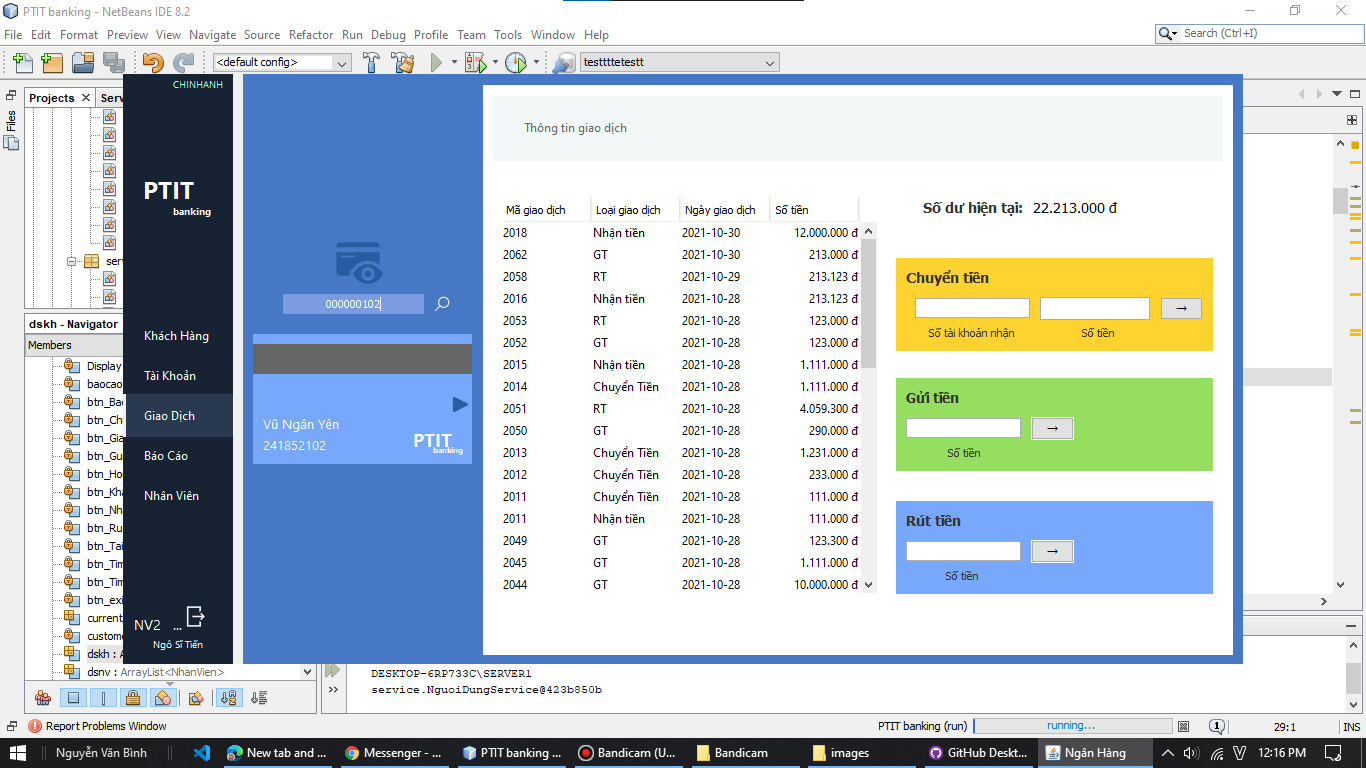 PTIT banking - NetBeans IDE 8.2
File Edit Format Preview View Navigate Source Refactor Run Debug Profile Team Tools Window Help
Search (Ctrl+I)
<default config>
testtttetestt
Projects
Serv
Files
serv
dskh - Navigator
Members
Display
baocao
btn_Bao
btn_Ch
btn_Gia
btn_Gu
btn_Ho
btn_Kha
btn_Nh
btn_Ru
btn_Tai
btn_Tim
btn_Tim
btn_exi
current
custome
dskh : A
dsnv : ArrayList<NhanVien>
CHINHANH
PTIT
banking
Khách Hàng
Tài Khoản
Giao Dịch
Báo Cáo
Nhân Viên
NV2 ...
Ngô Sĩ Tiến
000000102
Vũ Ngân Yên
241852102
PTIT
banking
Thông tin giao dịch
Mã giao dịch Loại giao dịch Ngày giao dịch Số tiền
2018 Nhận tiền 2021-10-30 12.000.000 đ
2062 GT 2021-10-30 213.000 đ
2058 RT 2021-10-29 213.123 đ
2016 Nhận tiền 2021-10-28 213.123 đ
2053 RT 2021-10-28 123.000 đ
2052 GT 2021-10-28 123.000 đ
2015 Nhận tiền 2021-10-28 1.111.000 đ
2014 Chuyển Tiền 2021-10-28 1.111.000 đ
2051 RT 2021-10-28 4.059.300 đ
2050 GT 2021-10-28 290.000 đ
2013 Chuyển Tiền 2021-10-28 1.231.000 đ
2012 Chuyển Tiền 2021-10-28 233.000 đ
2011 Chuyển Tiền 2021-10-28 111.000 đ
2011 Nhận tiền 2021-10-28 111.000 đ
2049 GT 2021-10-28 123.300 đ
2045 GT 2021-10-28 1.111.000 đ
2044 GT 2021-10-28 10.000.000 đ
Số dư hiện tại: 22.213.000 đ
Chuyển tiền
→
Số tài khoản nhận Số tiền
Gửi tiền
→
Số tiền
Rút tiền
→
Số tiền
DESKTOP-6RP733C\SERVER1
service.NguoiDungService@423b850b
Report Problems Window
PTIT banking (run)
running...
1
29:1
INS
Nguyễn Văn Bình
New tab and ...
Messenger - ...
PTIT banking ...
Bandicam (U...
Bandicam
images
GitHub Deskt...
Ngân Hàng
12:16 PM